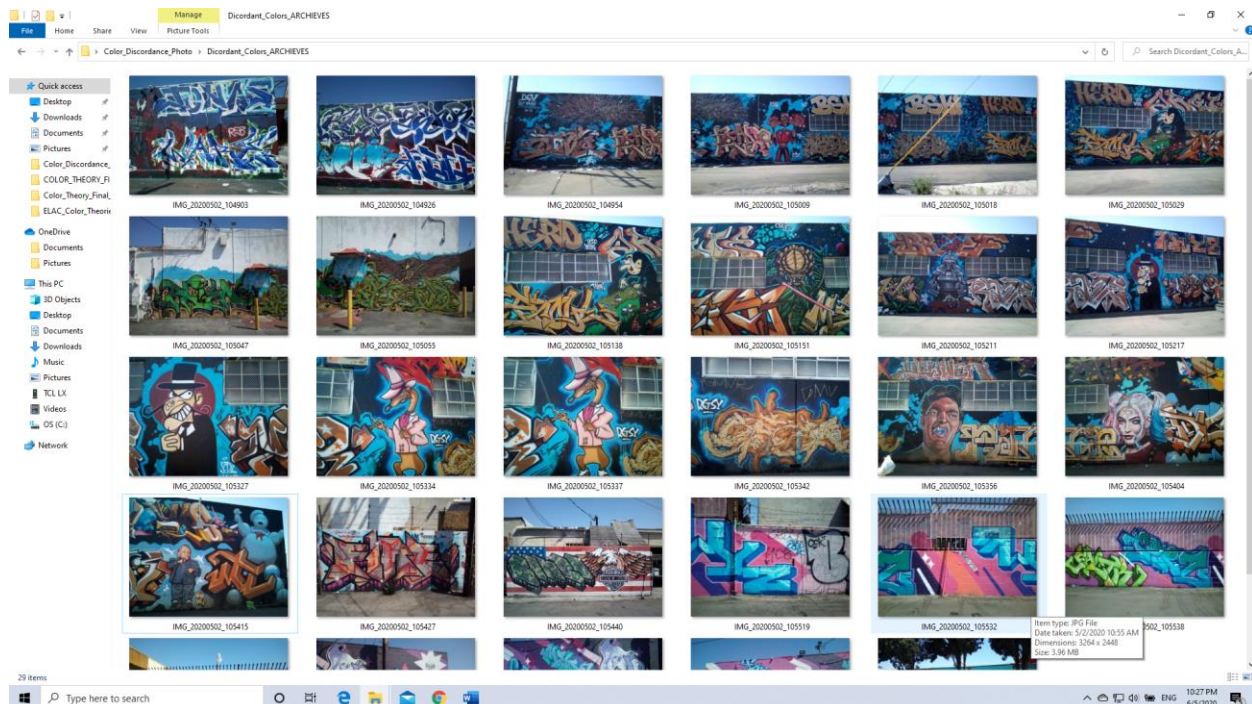 Manage
Dicordant_Colors_ARCHIEVES
File
Home
Share
View
Picture Tools
Color_Discordance_Photo > Dicordant_Colors_ARCHIEVES
Search Dicordant_Colors_A...
Quick access
Desktop
Downloads
Documents
Pictures
Color_Discordance_
COLOR_THEORY_FI
Color_Theory_Final_
ELAC_Color_Theorie
OneDrive
Documents
Pictures
This PC
3D Objects
Desktop
Documents
Downloads
Music
Pictures
TCL LX
Videos
OS (C:)
Network
IMG_20200502_104903
IMG_20200502_104926
IMG_20200502_104954
IMG_20200502_105009
IMG_20200502_105018
IMG_20200502_105029
IMG_20200502_105047
IMG_20200502_105055
IMG_20200502_105138
IMG_20200502_105151
IMG_20200502_105211
IMG_20200502_105217
IMG_20200502_105327
IMG_20200502_105334
IMG_20200502_105337
IMG_20200502_105342
IMG_20200502_105356
IMG_20200502_105404
IMG_20200502_105415
IMG_20200502_105427
IMG_20200502_105440
IMG_20200502_105519
IMG_20200502_105532
_20200502_105538
Item type: JPG File
Date taken: 5/2/2020 10:55 AM
Dimensions: 3264 x 2448
Size: 3.96 MB
29 items
Type here to search
ENG
10:27 PM
6/5/2020